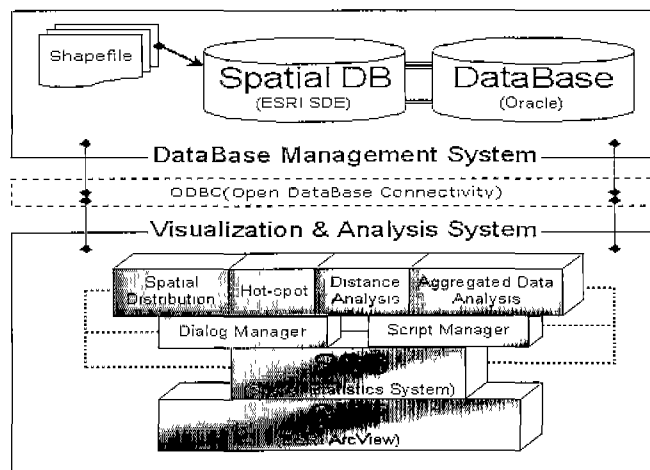 Shapefile
Spatial DB
(ESRI SDE)
DataBase
(Oracle)
DataBase Management System
ODBC(Open DataBase Connectivity)
Visualization & Analysis System
Spatial
Distribution
Hot-spot
Distance
Analysis
Aggregated Data
Analysis
Dialog Manager
Script Manager
Statistics System)
ArcView)